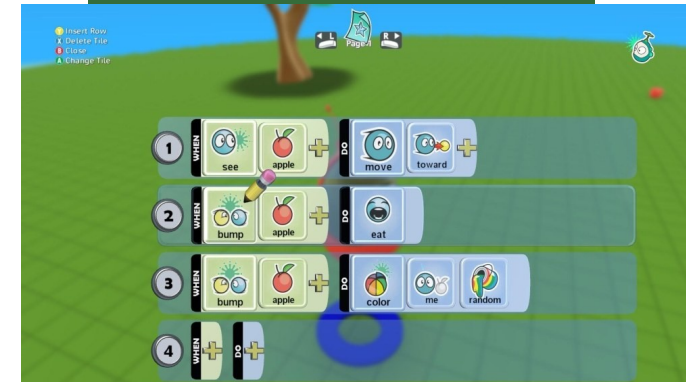 Y Insert Row
X Delete Tile
B Close
A Change Tile
L Page 1 R
1 WHEN see apple DO move toward
2 WHEN bump apple DO eat
3 WHEN bump apple DO color me random
4 WHEN DO